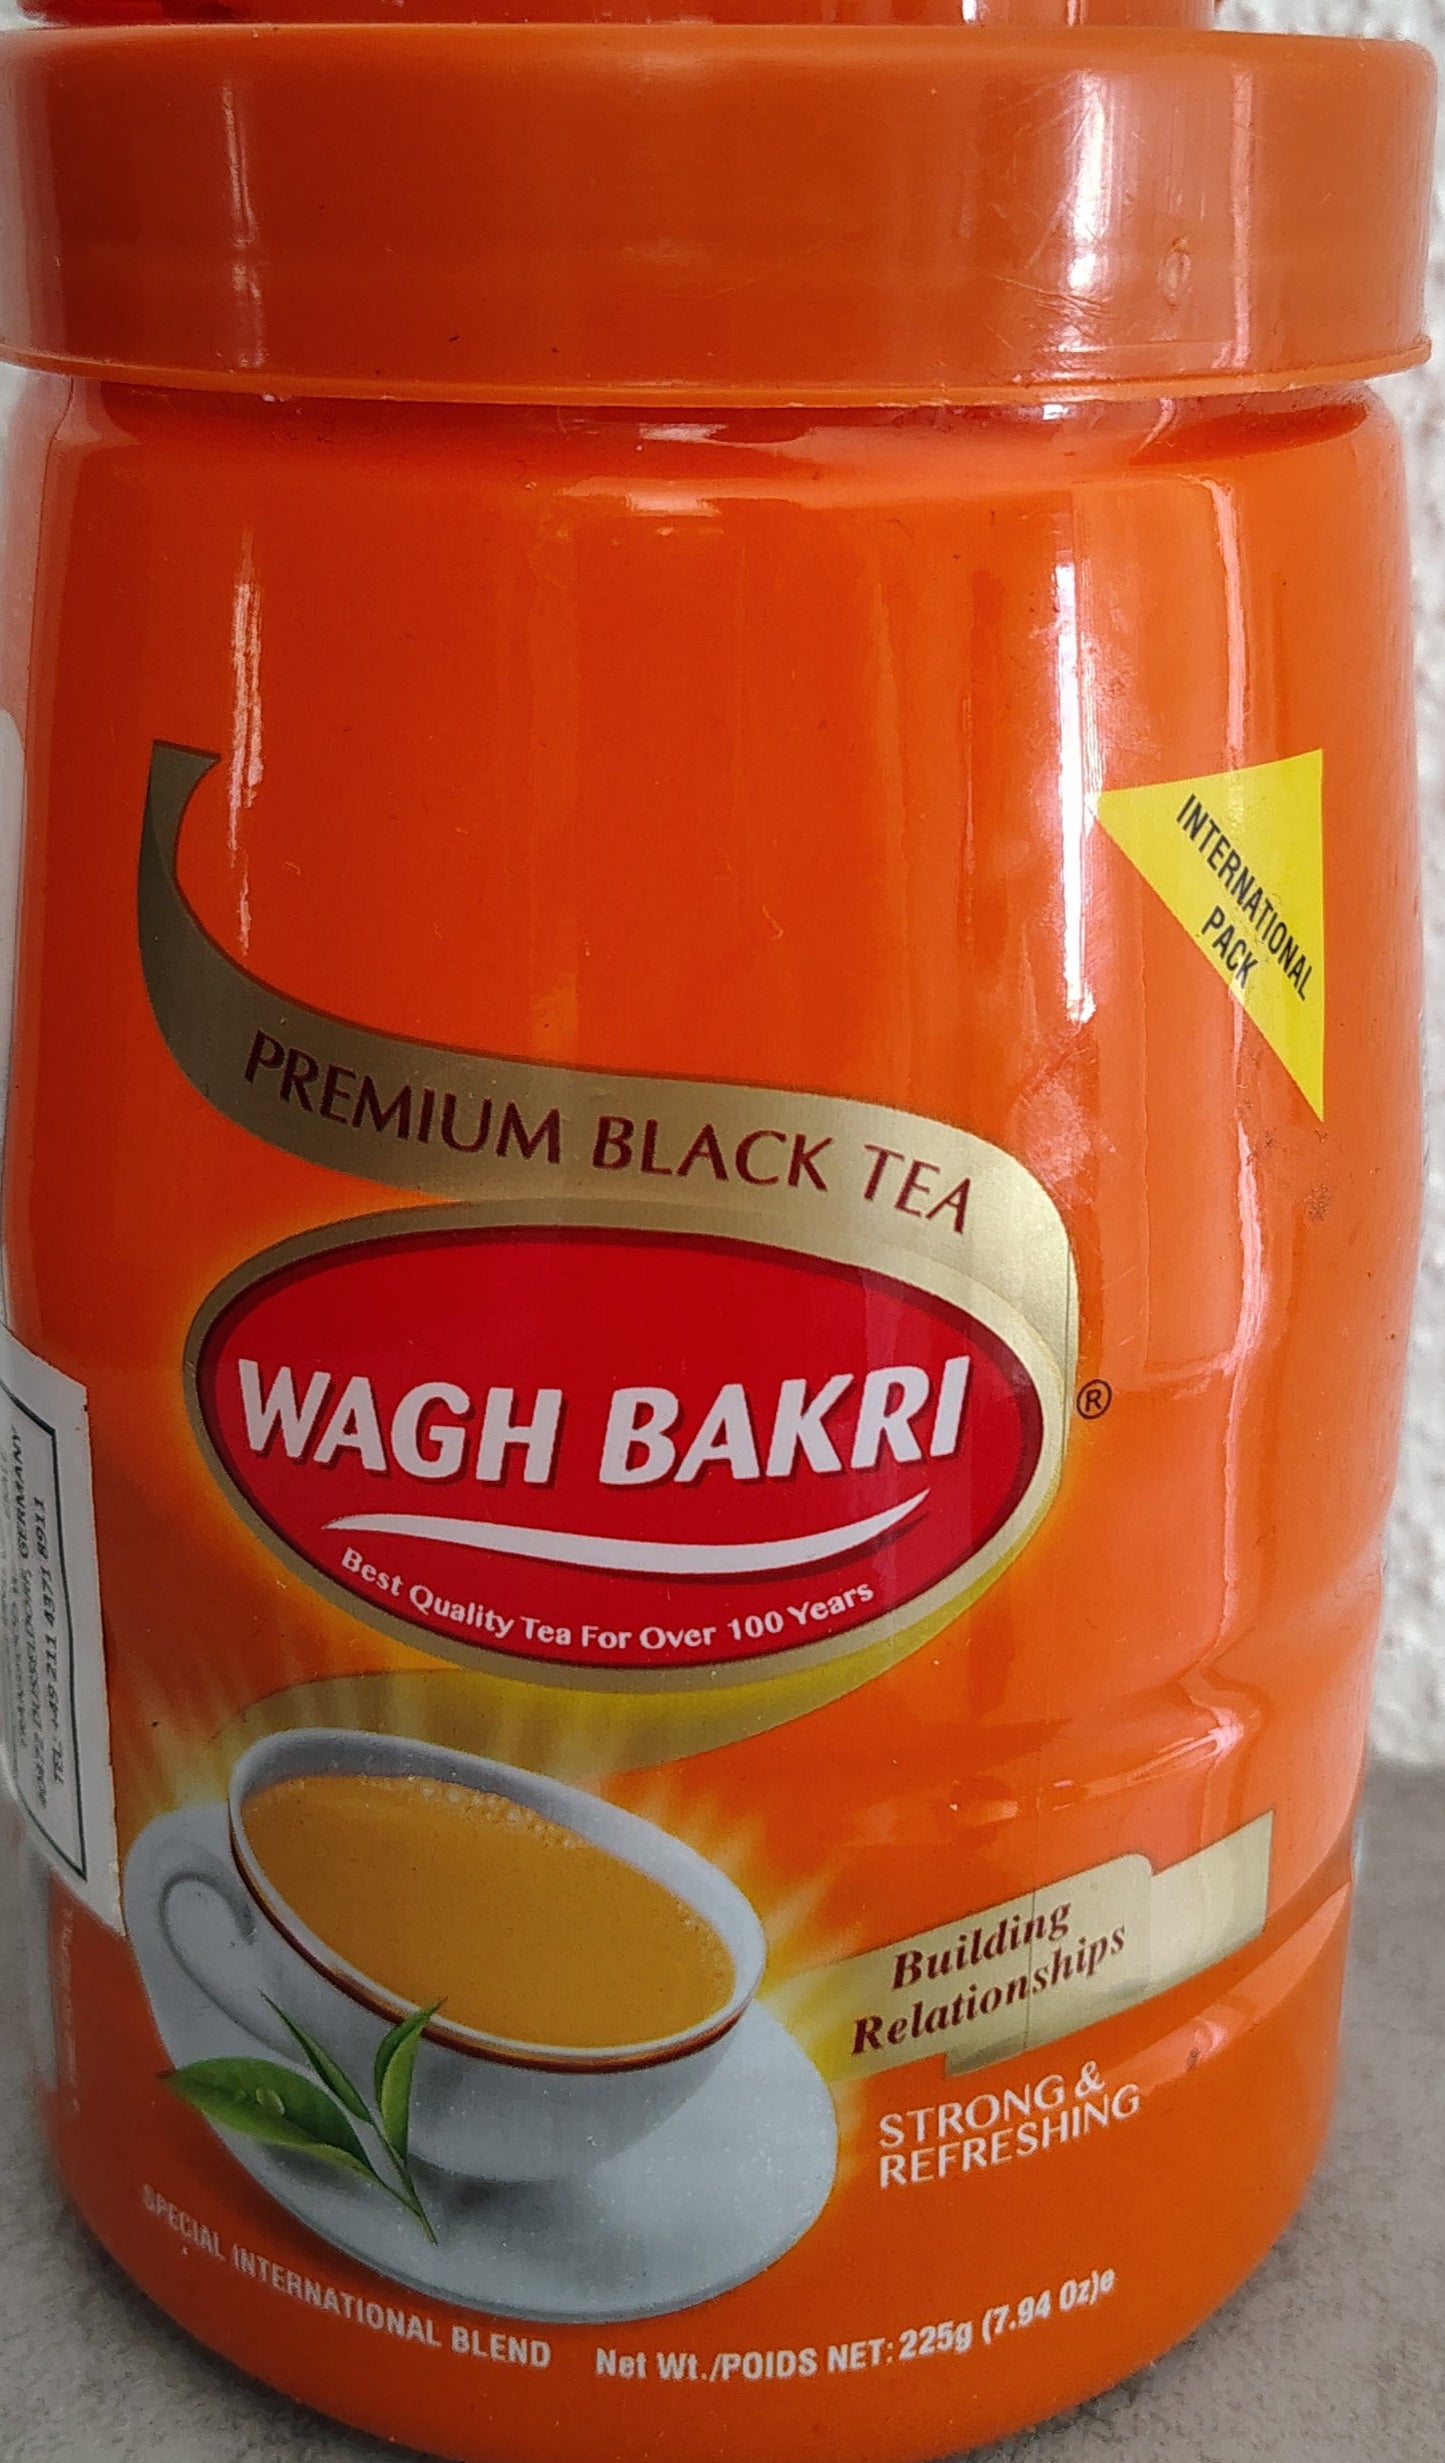 INTERNATIONAL
PACK
PREMIUM BLACK TEA
WAGH BAKRI ®
Best Quality Tea For Over 100 Years
Building
Relationships
STRONG &
REFRESHING
SPECIAL INTERNATIONAL BLEND
Net Wt./POIDS NET: 225g (7.94 Oz)e
GERMANY